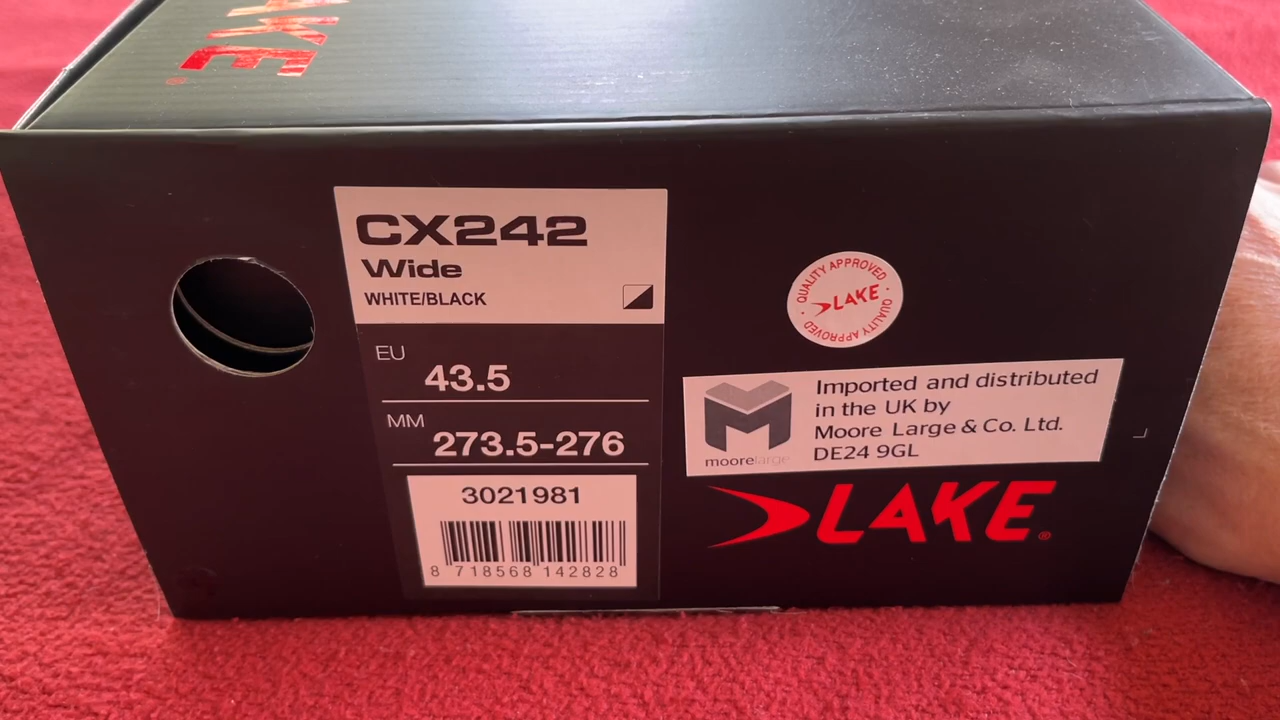 LAKE®
CX242
Wide
WHITE/BLACK
EU
43.5
MM
273.5-276
3021981
8 718568 142828
QUALITY APPROVED
LAKE
QUALITY APPROVED
moorelarge
Imported and distributed
in the UK by
Moore Large & Co. Ltd.
DE24 9GL
LAKE®